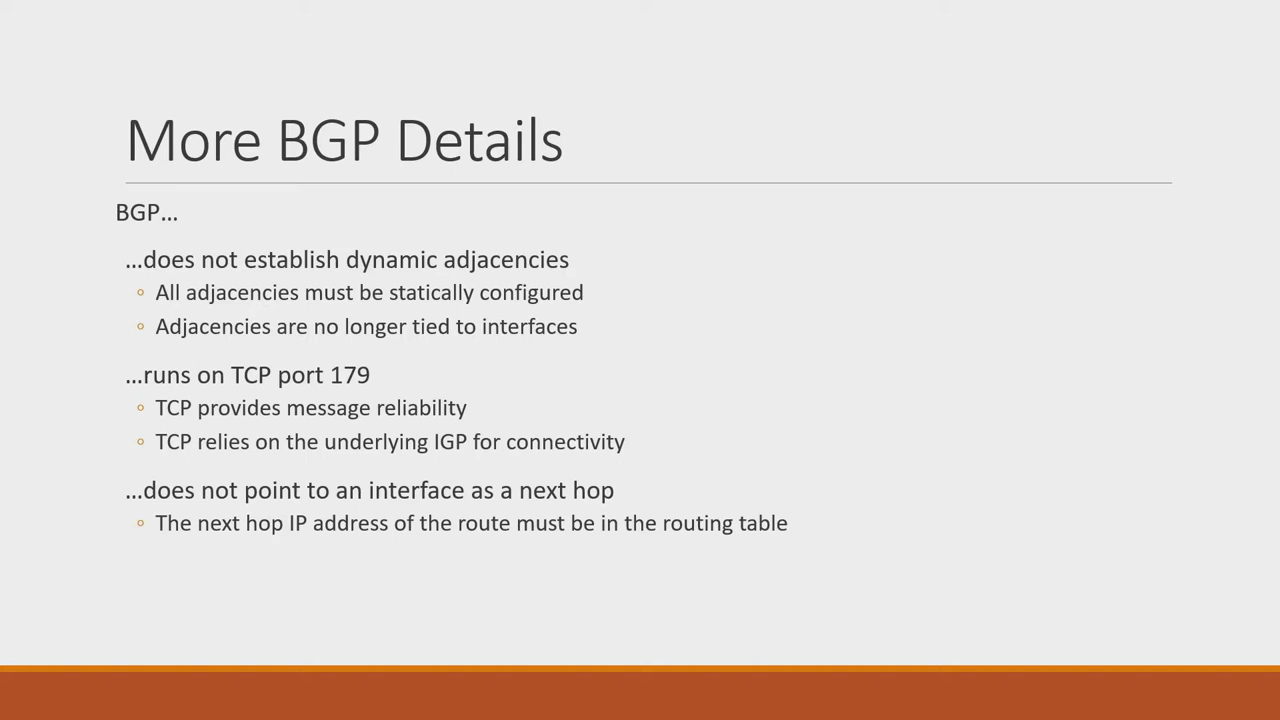 More BGP Details
BGP…
…does not establish dynamic adjacencies
◦ All adjacencies must be statically configured
◦ Adjacencies are no longer tied to interfaces
…runs on TCP port 179
◦ TCP provides message reliability
◦ TCP relies on the underlying IGP for connectivity
…does not point to an interface as a next hop
◦ The next hop IP address of the route must be in the routing table